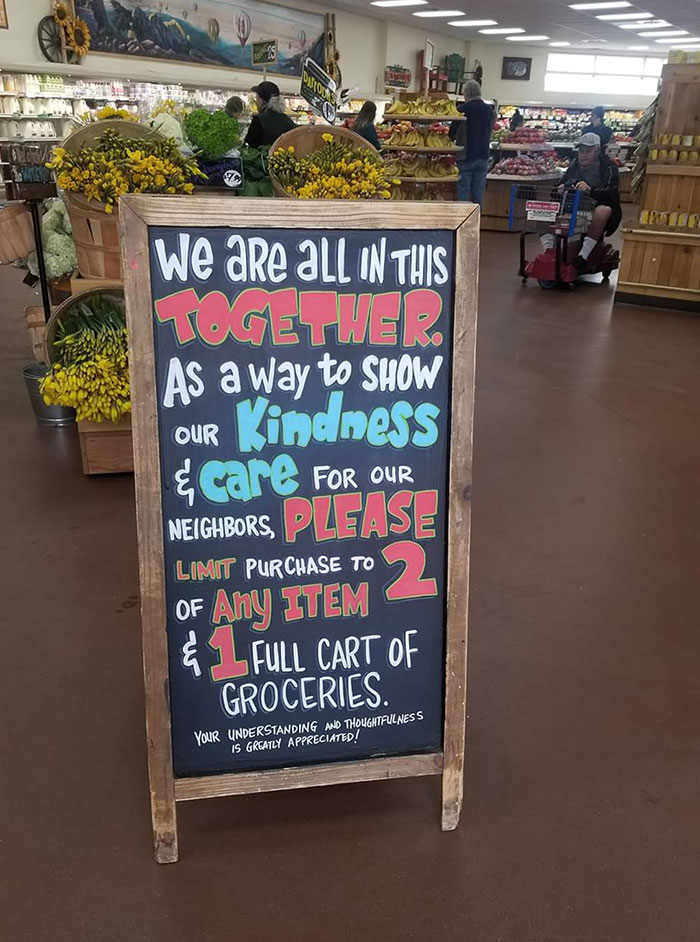 We are all in this
TOGETHER.
As a way to SHOW
our Kindness
& Care for our
neighbors, PLEASE
LIMIT purchase to 2
of Any ITEM
& 1 full cart of
groceries.
Your understanding and thoughtfulness
is greatly appreciated!